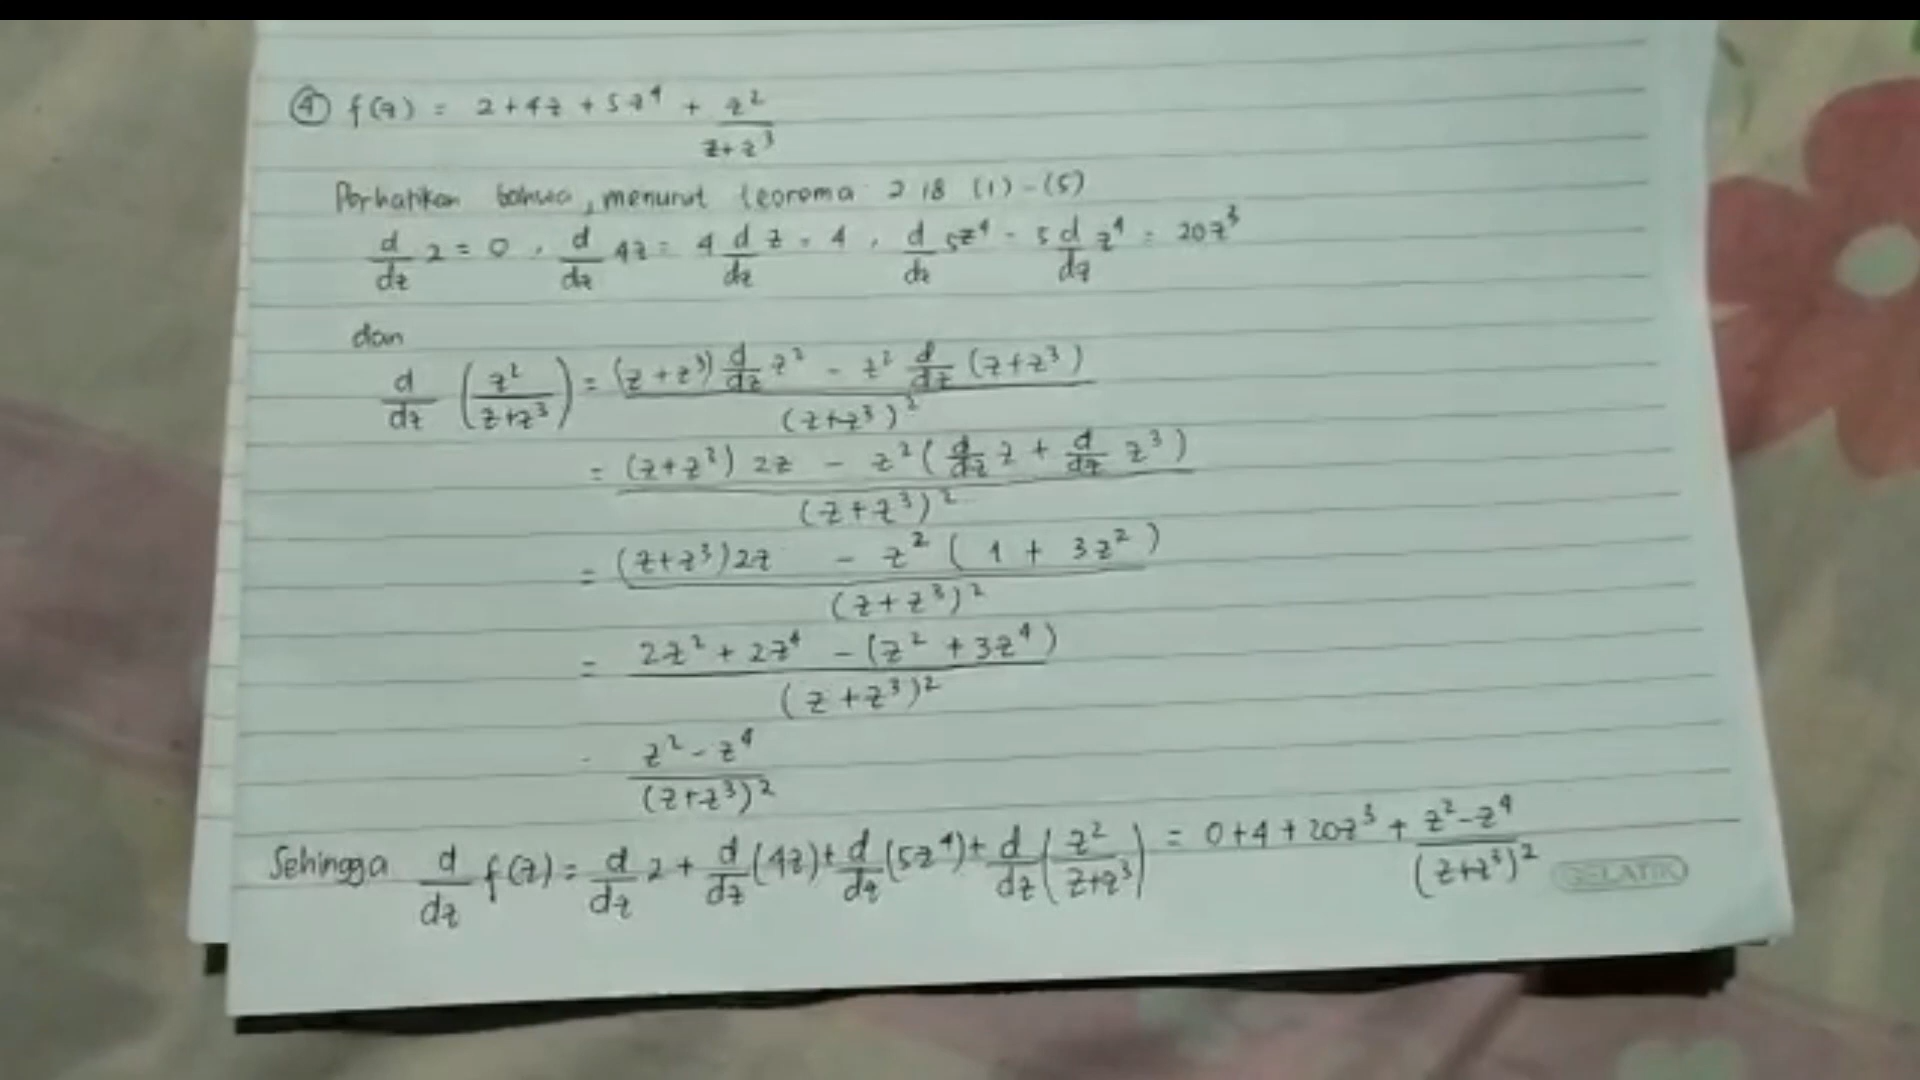 ④ f(z) = 2 + 4z + 5z⁴ + z²/(z+z³)
Perhatikan bahwa, menurut teorema 2 18 (1) - (5)
d/dz 2 = 0, d/dz 4z = 4 d/dz z = 4, d/dz 5z⁴ = 5 d/dz z⁴ = 20z³
dan
d/dz (z²/(z+z³)) = ((z+z³) d/dz z² - z² d/dz (z+z³))/(z+z³)²
= ((z+z³) 2z - z² (d/dz z + d/dz z³))/(z+z³)²
= ((z+z³)2z - z² (1 + 3z²))/(z+z³)²
= (2z² + 2z⁴ - (z² + 3z⁴))/(z+z³)²
= (z² - z⁴)/(z+z³)²
Sehingga d/dz f(z) = d/dz 2 + d/dz (4z) + d/dz (5z⁴) + d/dz (z²/(z+z³)) = 0+4+20z³ + (z²-z⁴)/(z+z³)²